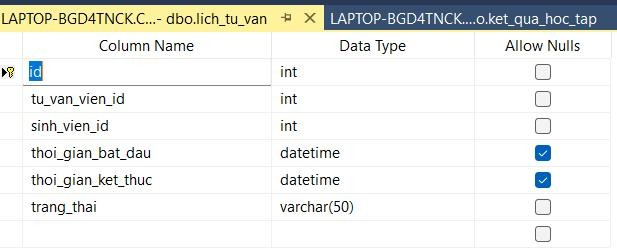 LAPTOP-BGD4TNCK.C...- dbo.lich_tu_van
LAPTOP-BGD4TNCK....o.ket_qua_hoc_tap
Column Name Data Type Allow Nulls
id int
tu_van_vien_id int
sinh_vien_id int
thoi_gian_bat_dau datetime
thoi_gian_ket_thuc datetime
trang_thai varchar(50)